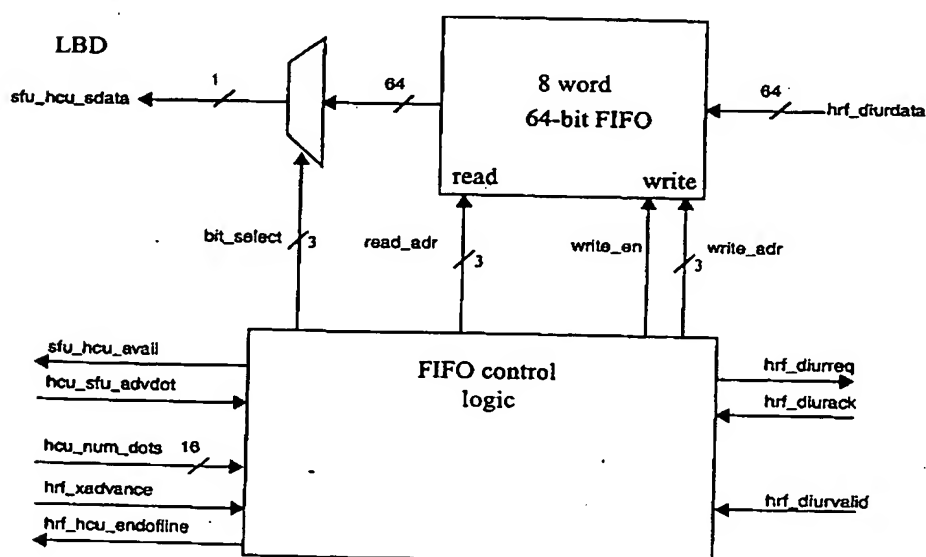 LBD
1
sfu_hcu_sdata
64
8 word
64-bit FIFO
64
hrf_diurdata
read
write
bit_select
3
read_adr
3
write_en
write_adr
3
sfu_hcu_avail
hcu_sfu_advdot
hcu_num_dots
16
hrf_xadvance
hrf_hcu_endofline
FIFO control
logic
hrf_diurreq
hrf_diurack
hrf_diurvalid